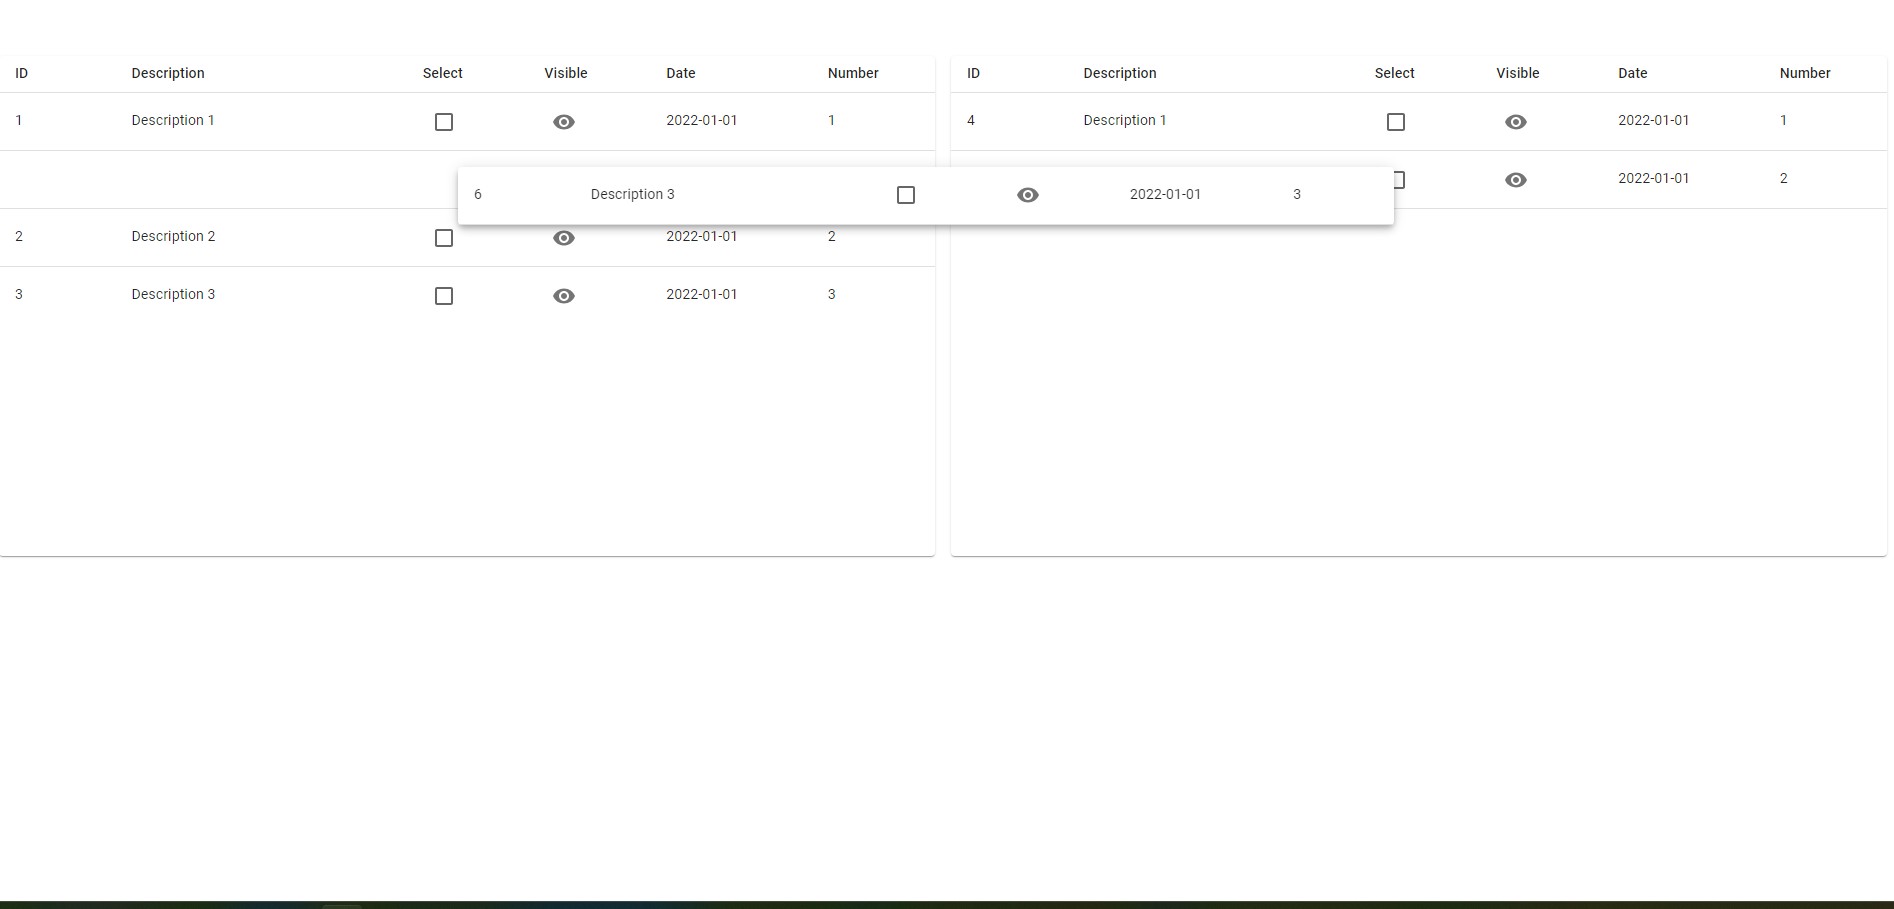 ID Description Select Visible Date Number
1 Description 1 2022-01-01 1
2 Description 2 2022-01-01 2
3 Description 3 2022-01-01 3
6 Description 3 2022-01-01 3
ID Description Select Visible Date Number
4 Description 1 2022-01-01 1
2022-01-01 2